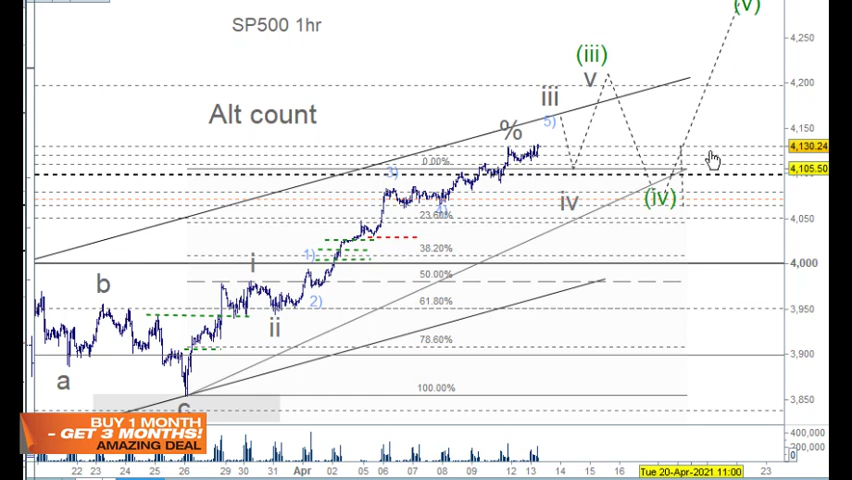 SP500 1hr
(v)
4,250
(iii)
v
4,200
Alt count
iii
5)
%
4,150
4,130.24
0.00%
4,105.50
3)
4)
iv
(iv)
23.60%
4,050
i
1)
38.20%
4,000
b
50.00%
2)
61.80%
3,950
ii
78.60%
3,900
a
100.00%
3,850
c
BUY 1 MONTH
- GET 3 MONTHS!
AMAZING DEAL
400,000
200,000
0
22 23 24 25 26 29 30 Apr 02 05 06 07 08 09 12 13 14 15 16 Tue 20-Apr-2021 11:00 23